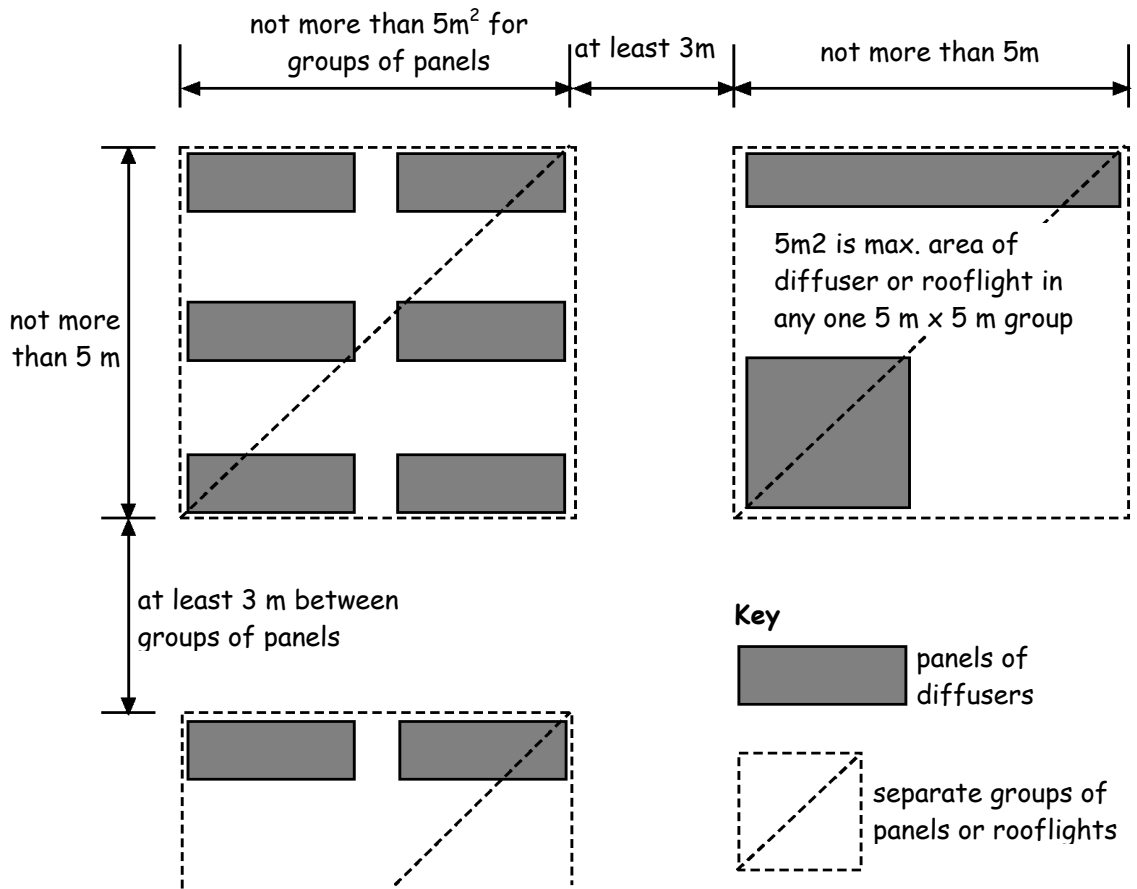 not more than 5m² for
groups of panels
at least 3m
not more than 5m
not more
than 5 m
5m2 is max. area of
diffuser or rooflight in
any one 5 m x 5 m group
at least 3 m between
groups of panels
Key
panels of
diffusers
separate groups of
panels or rooflights